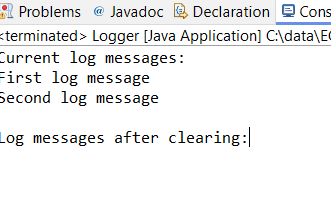 Problems @ Javadoc Declaration Cons
<terminated> Logger [Java Application] C:\data\EC
Current log messages:
First log message
Second log message
Log messages after clearing: